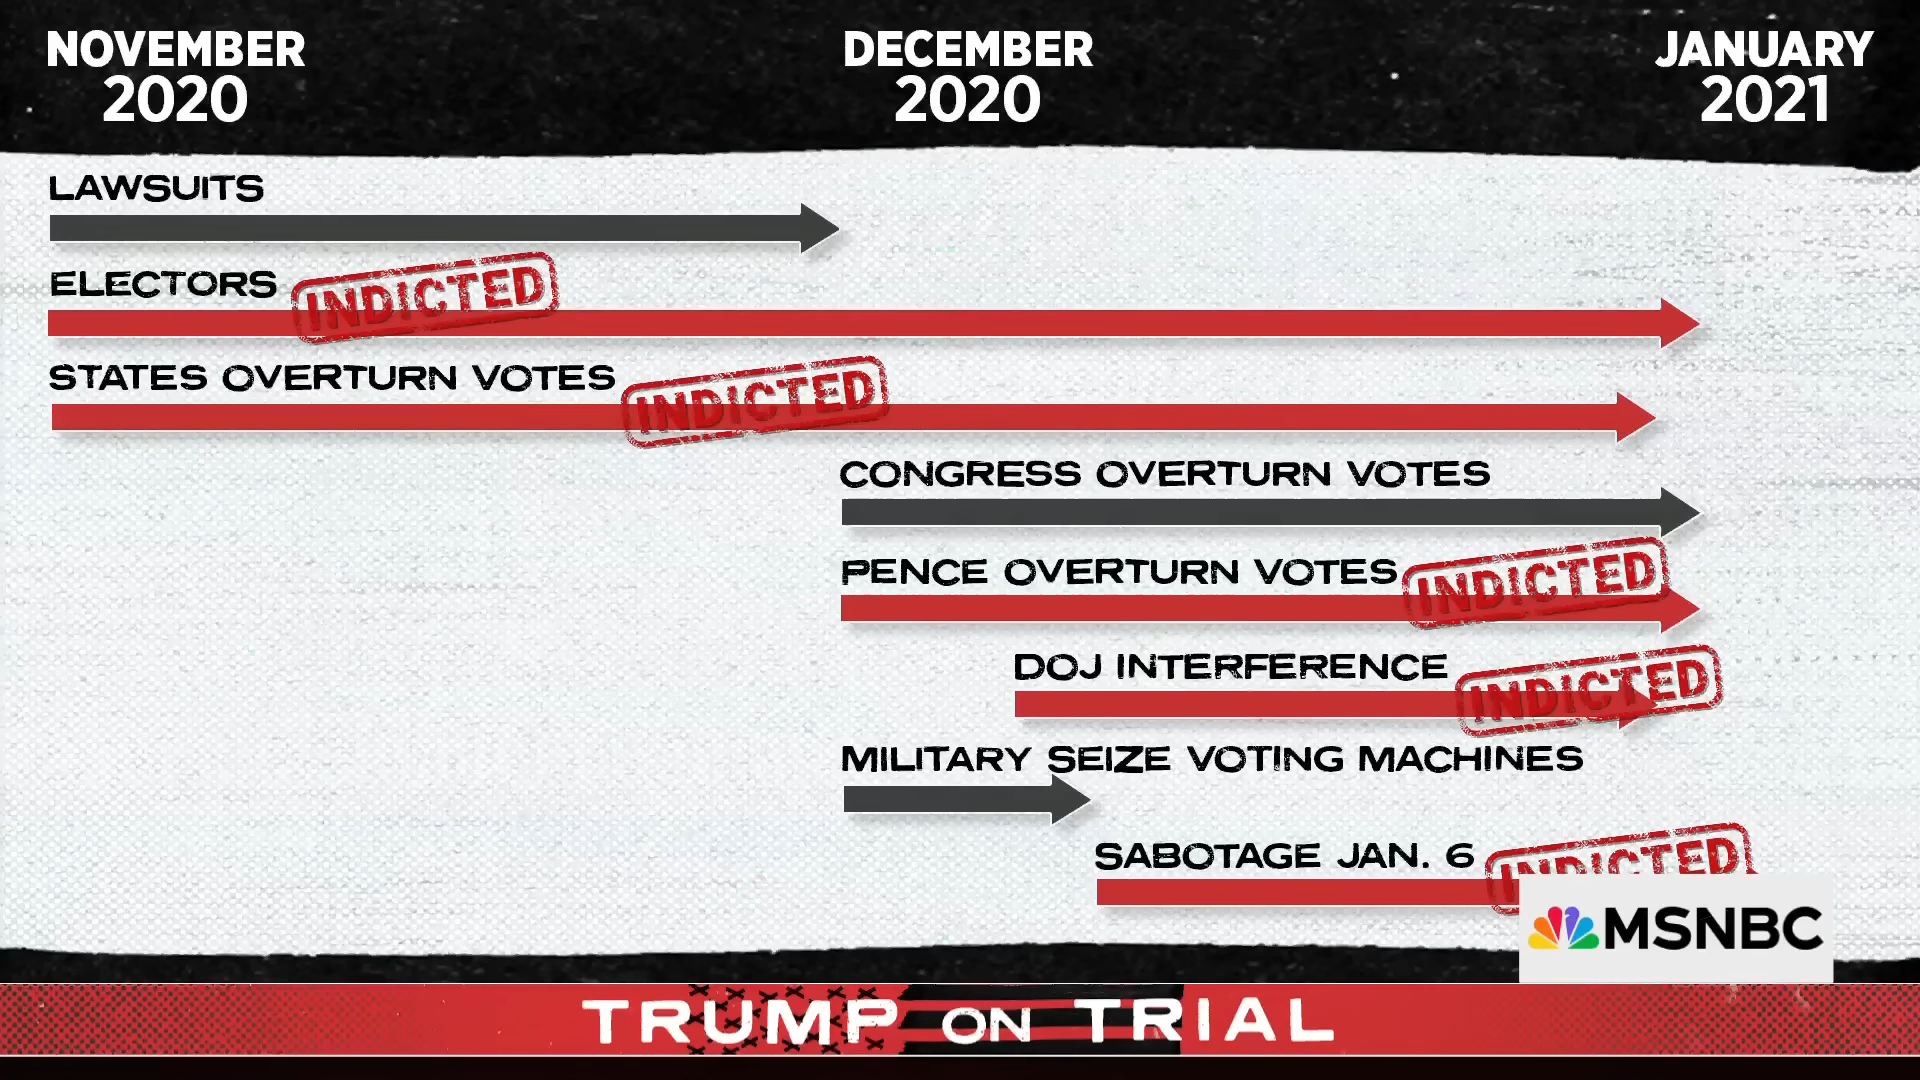 NOVEMBER
2020
DECEMBER
2020
JANUARY
2021
LAWSUITS
ELECTORS INDICTED
STATES OVERTURN VOTES INDICTED
CONGRESS OVERTURN VOTES
PENCE OVERTURN VOTES INDICTED
DOJ INTERFERENCE INDICTED
MILITARY SEIZE VOTING MACHINES
SABOTAGE JAN. 6 INDICTED
MSNBC
TRUMP ON TRIAL